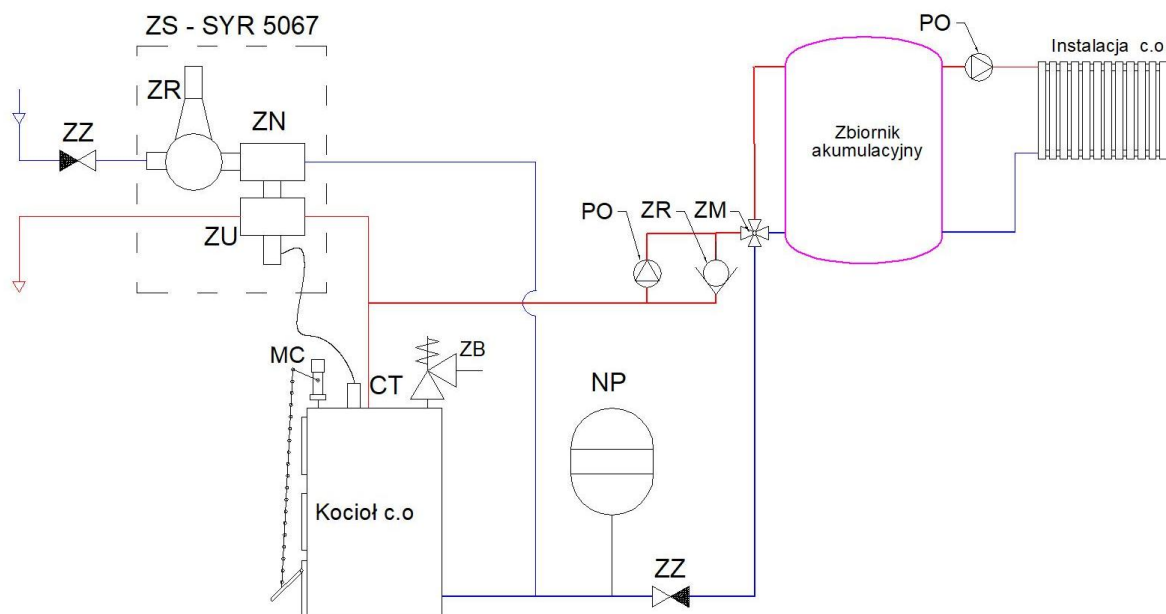 ZS - SYR 5067
ZR
ZN
ZZ
ZU
PO
Instalacja c.o
Zbiornik
akumulacyjny
PO
ZR
ZM
MC
CT
ZB
NP
Kocioł c.o
ZZ